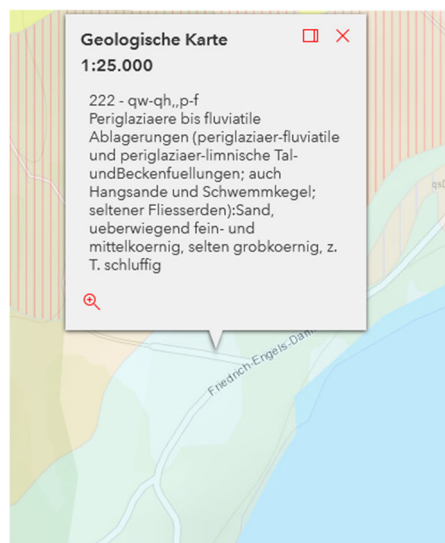 Geologische Karte
1:25.000
222 - qw-qh,,p-f
Periglaziaere bis fluviatile
Ablagerungen (periglaziaer-fluviatile
und periglaziaer-limnische Tal-
undBeckenfuellungen; auch
Hangsande und Schwemmkegel;
seltener Fliesserden):Sand,
ueberwiegend fein- und
mittelkoernig, selten grobkoernig, z.
T. schluffig
Friedrich-Engels-Dam